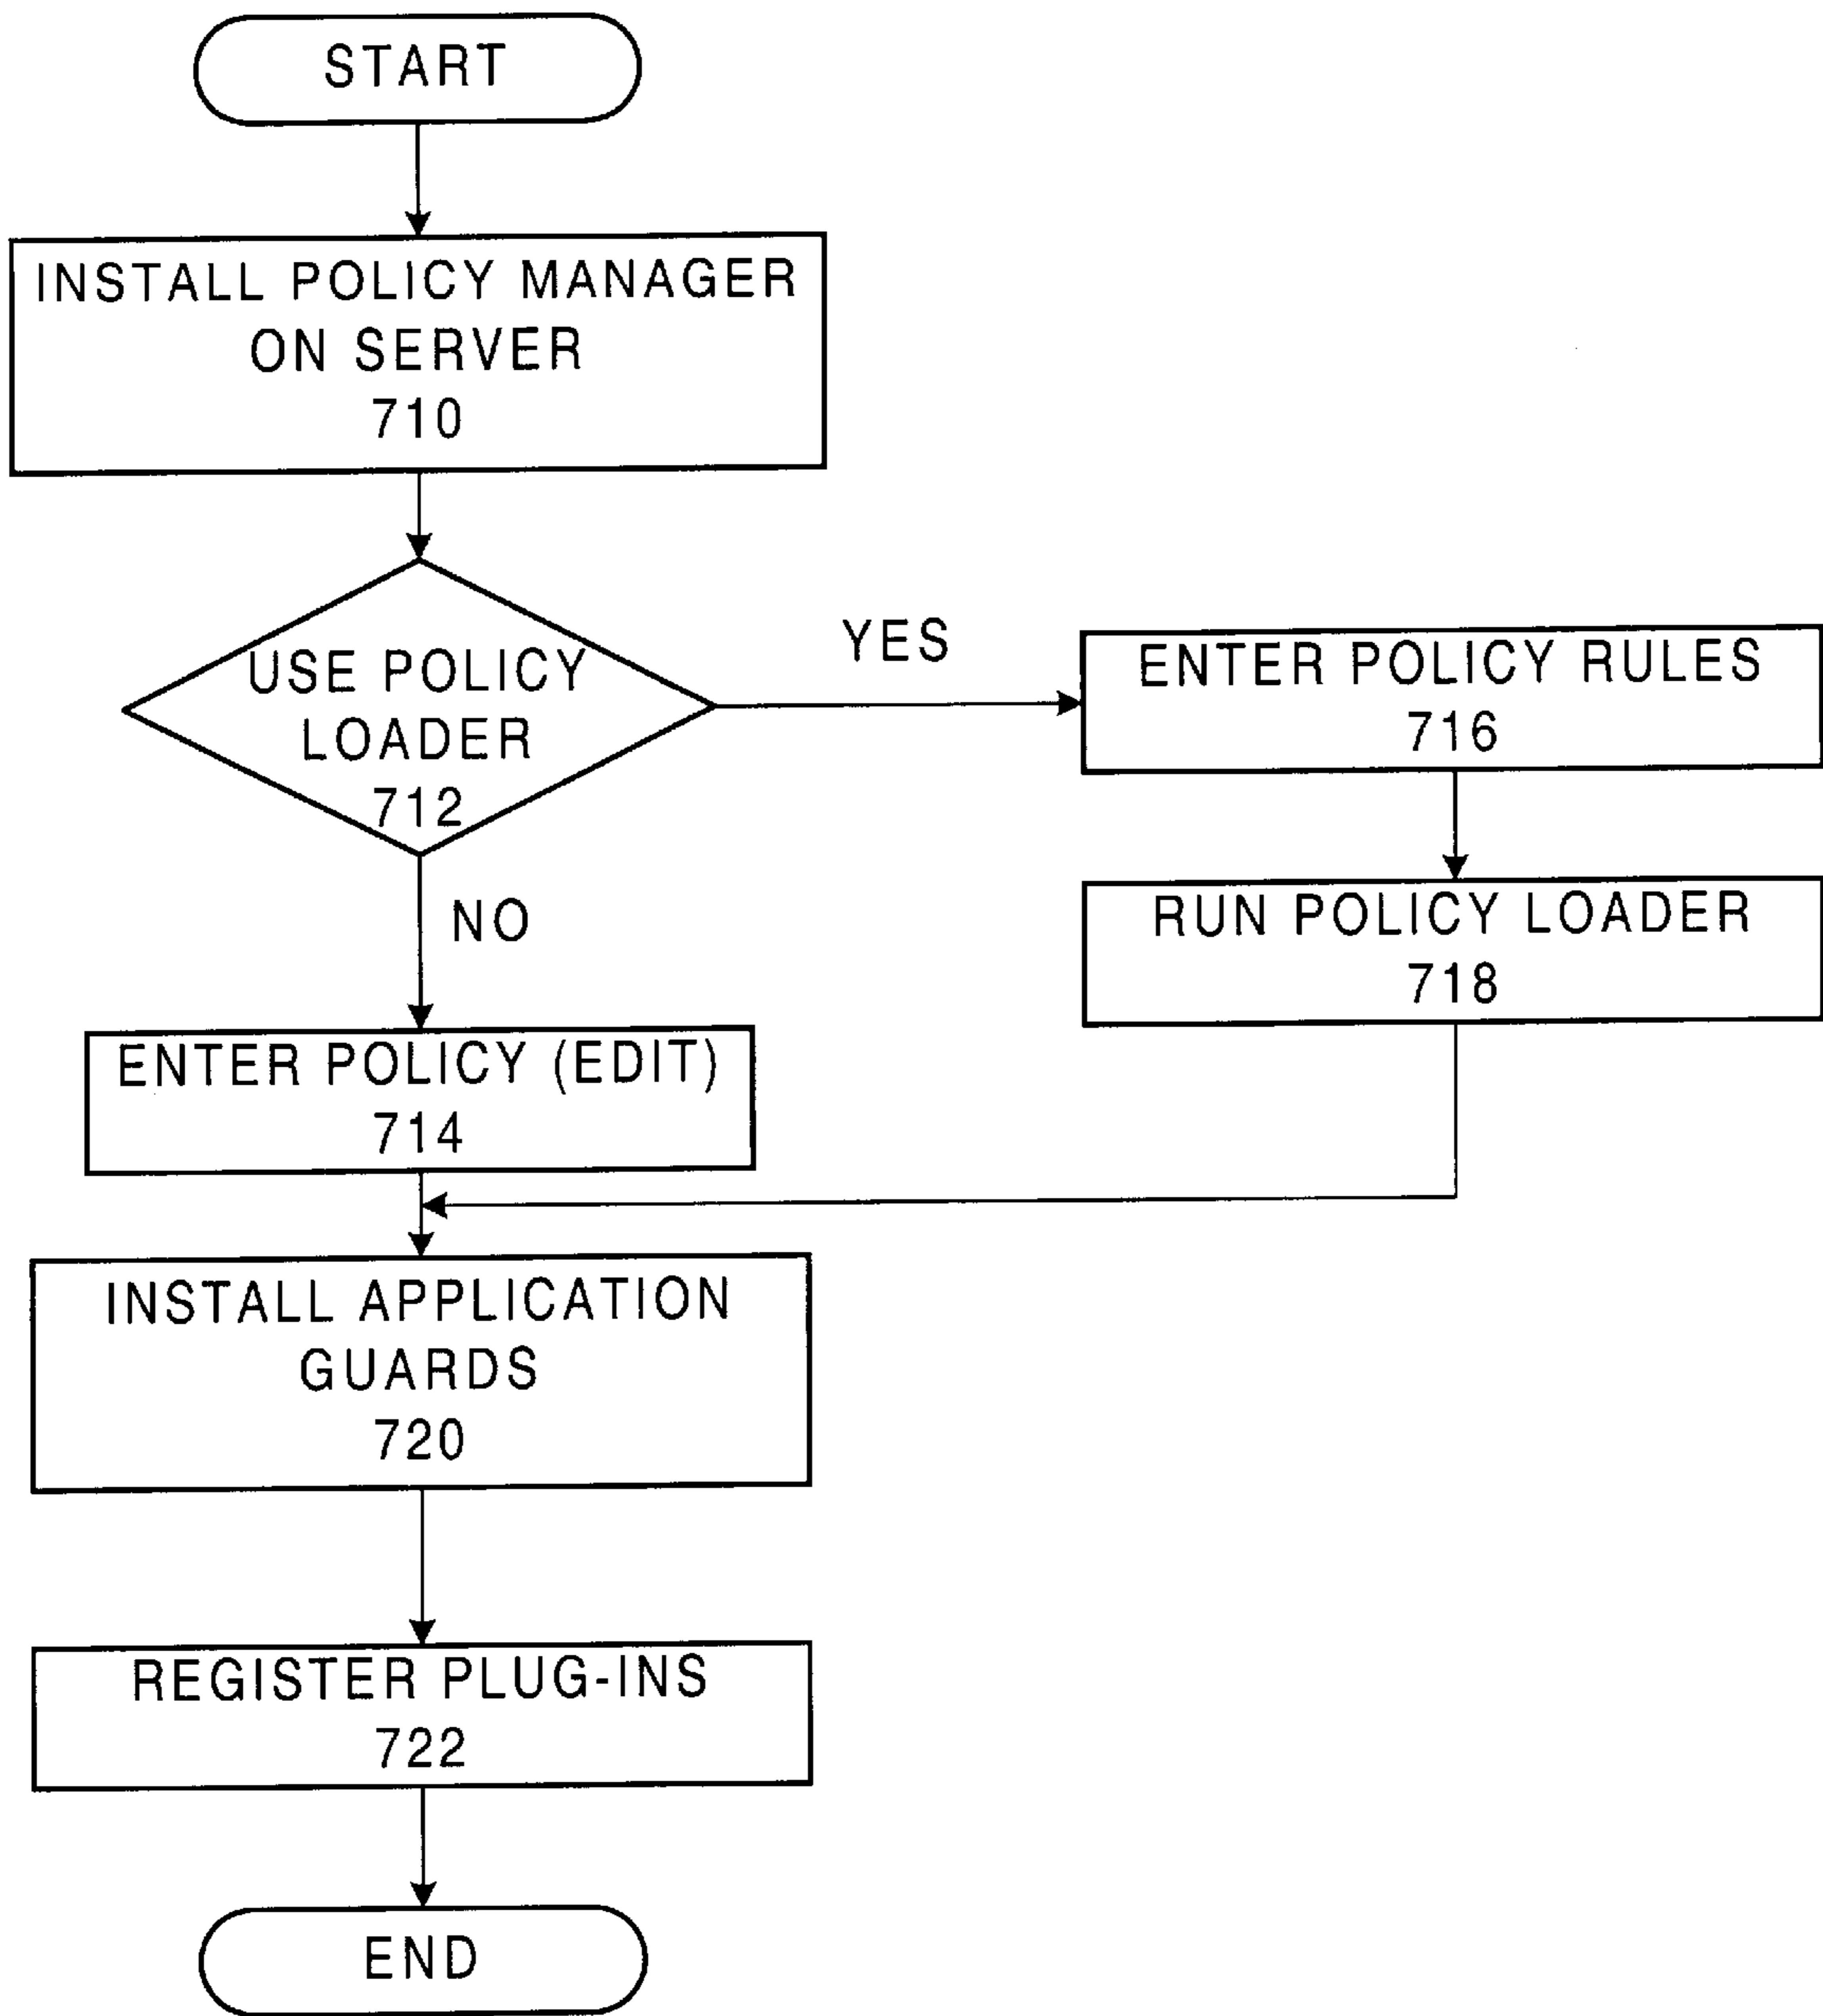 START
INSTALL POLICY MANAGER
ON SERVER
710
USE POLICY
LOADER
712
YES
NO
ENTER POLICY RULES
716
RUN POLICY LOADER
718
ENTER POLICY (EDIT)
714
INSTALL APPLICATION
GUARDS
720
REGISTER PLUG-INS
722
END